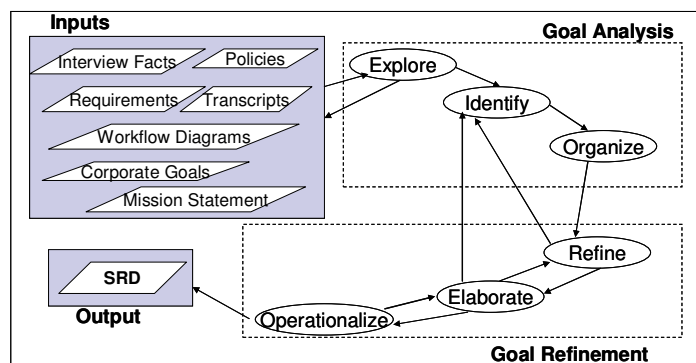 Inputs
Goal Analysis
Interview Facts
Policies
Explore
Requirements
Transcripts
Identify
Workflow Diagrams
Organize
Corporate Goals
Mission Statement
Refine
SRD
Elaborate
Output
Operationalize
Goal Refinement